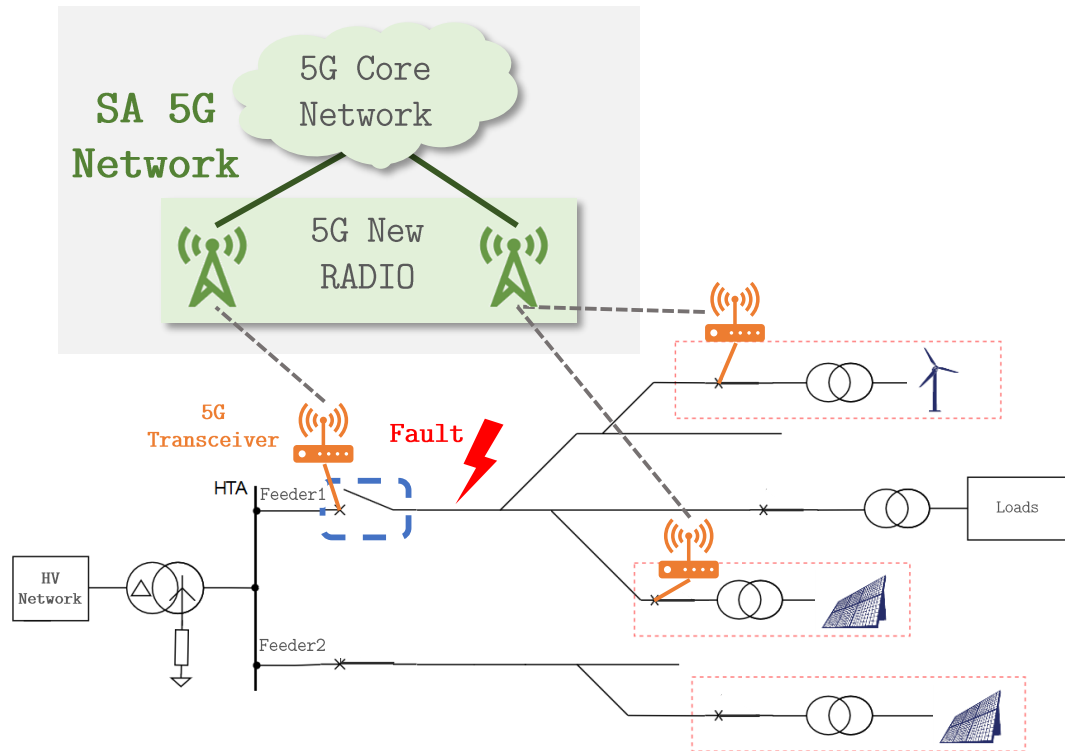 5G Core
Network
SA 5G
Network
5G New
RADIO
5G
Transceiver
Fault
HTA
Feeder1
Loads
HV
Network
Feeder2